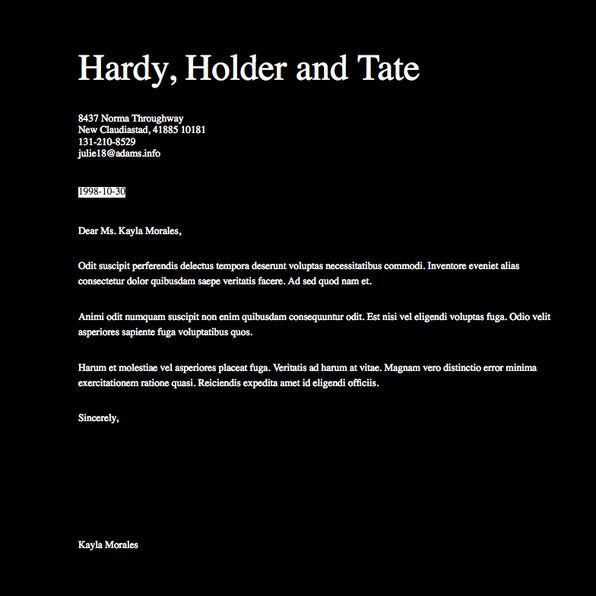 Hardy, Holder and Tate
8437 Norma Throughway
New Claudiastad, 41885 10181
131-210-8529
julie18@adams.info
1998-10-30
Dear Ms. Kayla Morales,
Odit suscipit perferendis delectus tempora deserunt voluptas necessitatibus commodi. Inventore eveniet alias
consectetur dolor quibusdam saepe veritatis facere. Ad sed quod nam et.
Animi odit numquam suscipit non enim quibusdam consequuntur odit. Est nisi vel eligendi voluptas fuga. Odio velit
asperiores sapiente fuga voluptatibus quos.
Harum et molestiae vel asperiores placeat fuga. Veritatis ad harum at vitae. Magnam vero distinctio error minima
exercitationem ratione quasi. Reiciendis expedita amet id eligendi officiis.
Sincerely,
Kayla Morales